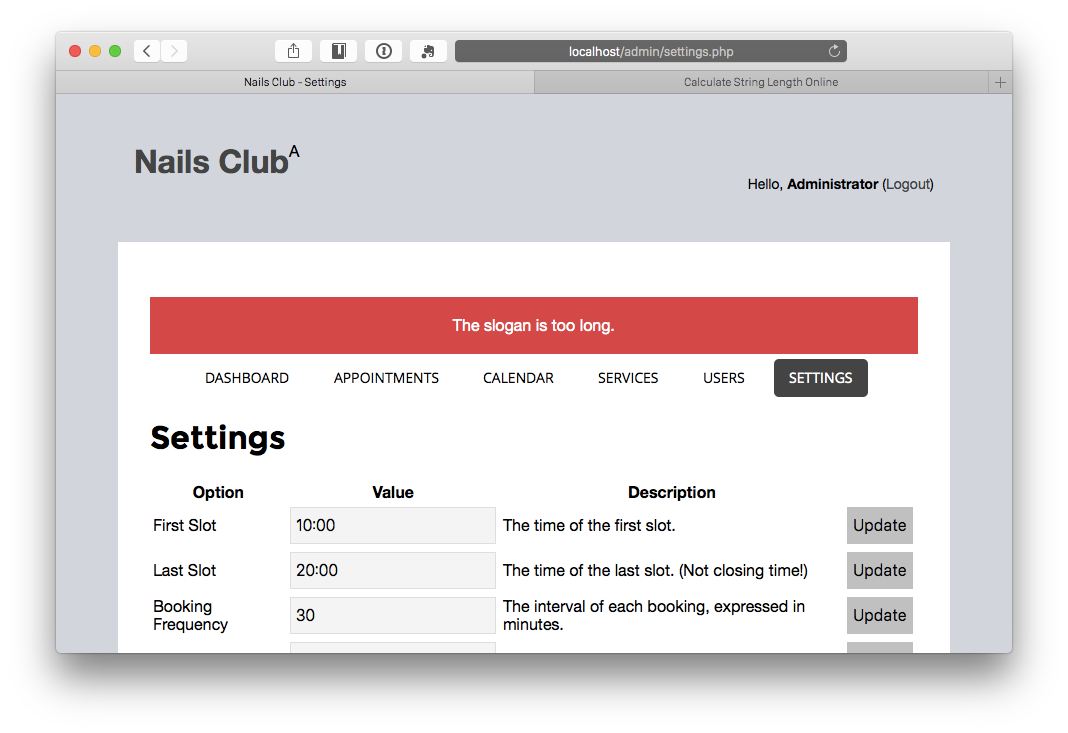 localhost/admin/settings.php
Nails Club - Settings
Calculate String Length Online
Nails Club A
Hello, Administrator (Logout)
The slogan is too long.
DASHBOARD APPOINTMENTS CALENDAR SERVICES USERS SETTINGS
Settings
Option Value Description
First Slot 10:00 The time of the first slot. Update
Last Slot 20:00 The time of the last slot. (Not closing time!) Update
Booking
Frequency
30
The interval of each booking, expressed in
minutes.
Update